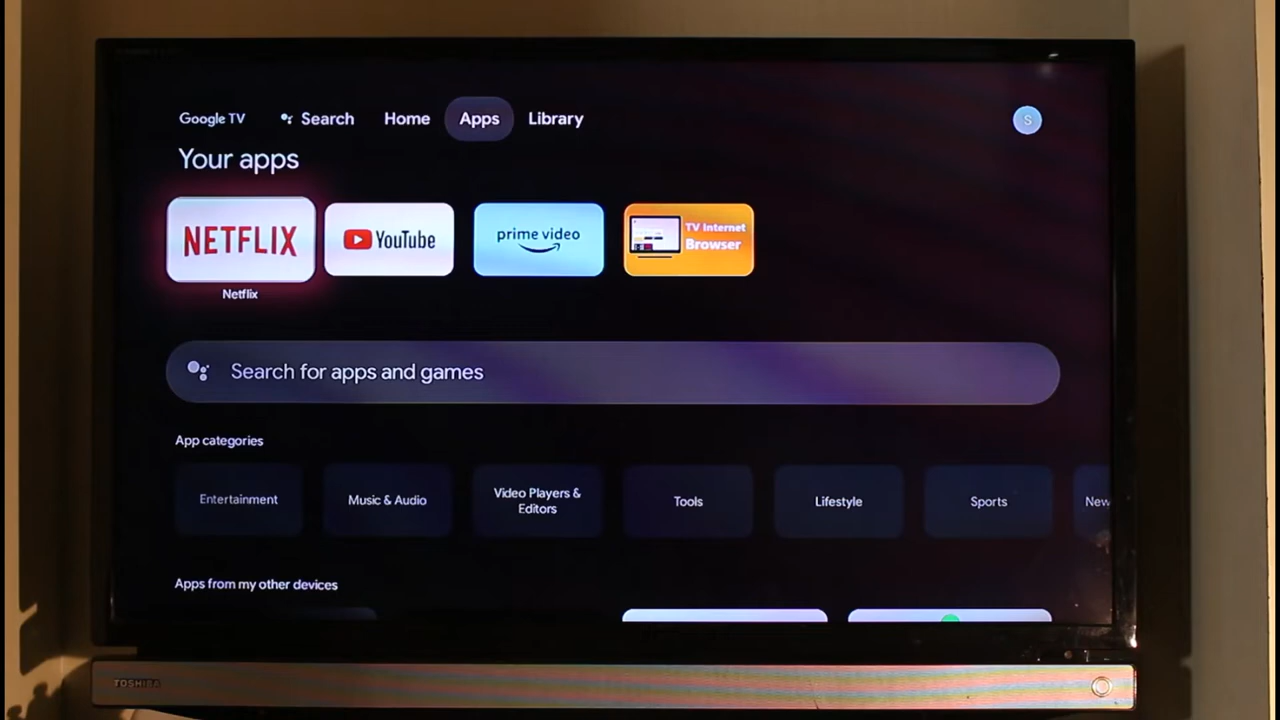 Google TV Search Home Apps Library S
Your apps
NETFLIX YouTube prime video TV Internet Browser
Netflix
Search for apps and games
App categories
Entertainment Music & Audio Video Players & Editors Tools Lifestyle Sports New
Apps from my other devices
TOSHIBA